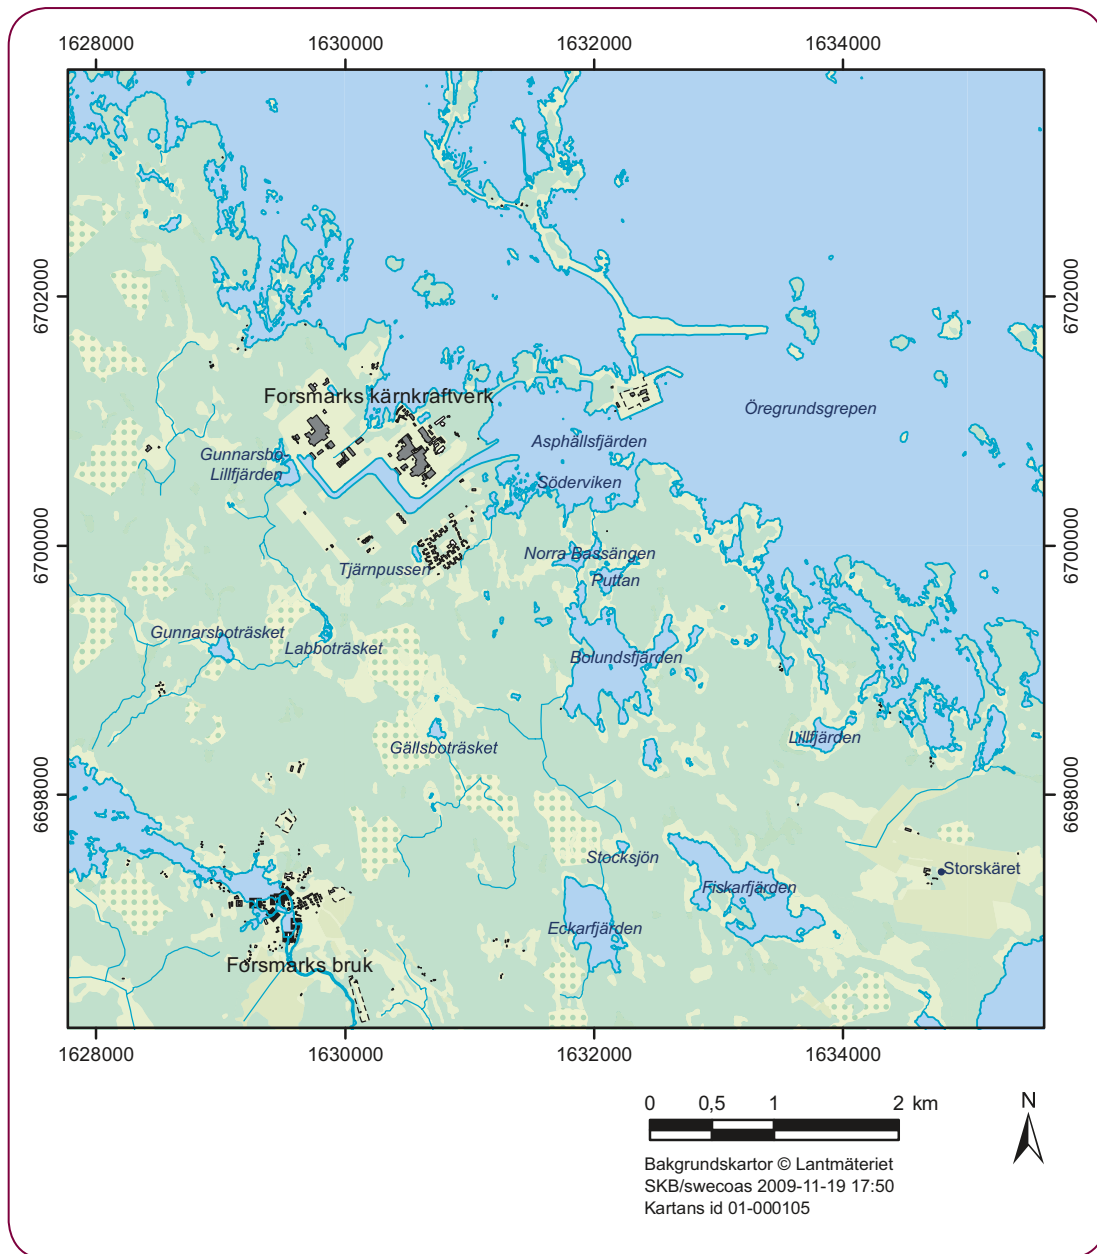 1628000 1630000 1632000 1634000
6702000
6702000
Forsmarks kärnkraftverk
Öregrundsgrepen
Asphällsfjärden
Gunnarsbo-
Lillfjärden
Söderviken
6700000
6700000
Norra Bassängen
Tjärnpussen
Puttan
Gunnarsboträsket
Labboträsket
Bolundsfjärden
Lillfjärden
Gällsboträsket
6698000
6698000
Stocksjön
Storskäret
Fiskarfjärden
Eckarfjärden
Forsmarks bruk
1628000 1630000 1632000 1634000
0 0,5 1 2 km
N
Bakgrundskartor © Lantmäteriet
SKB/swecoas 2009-11-19 17:50
Kartans id 01-000105